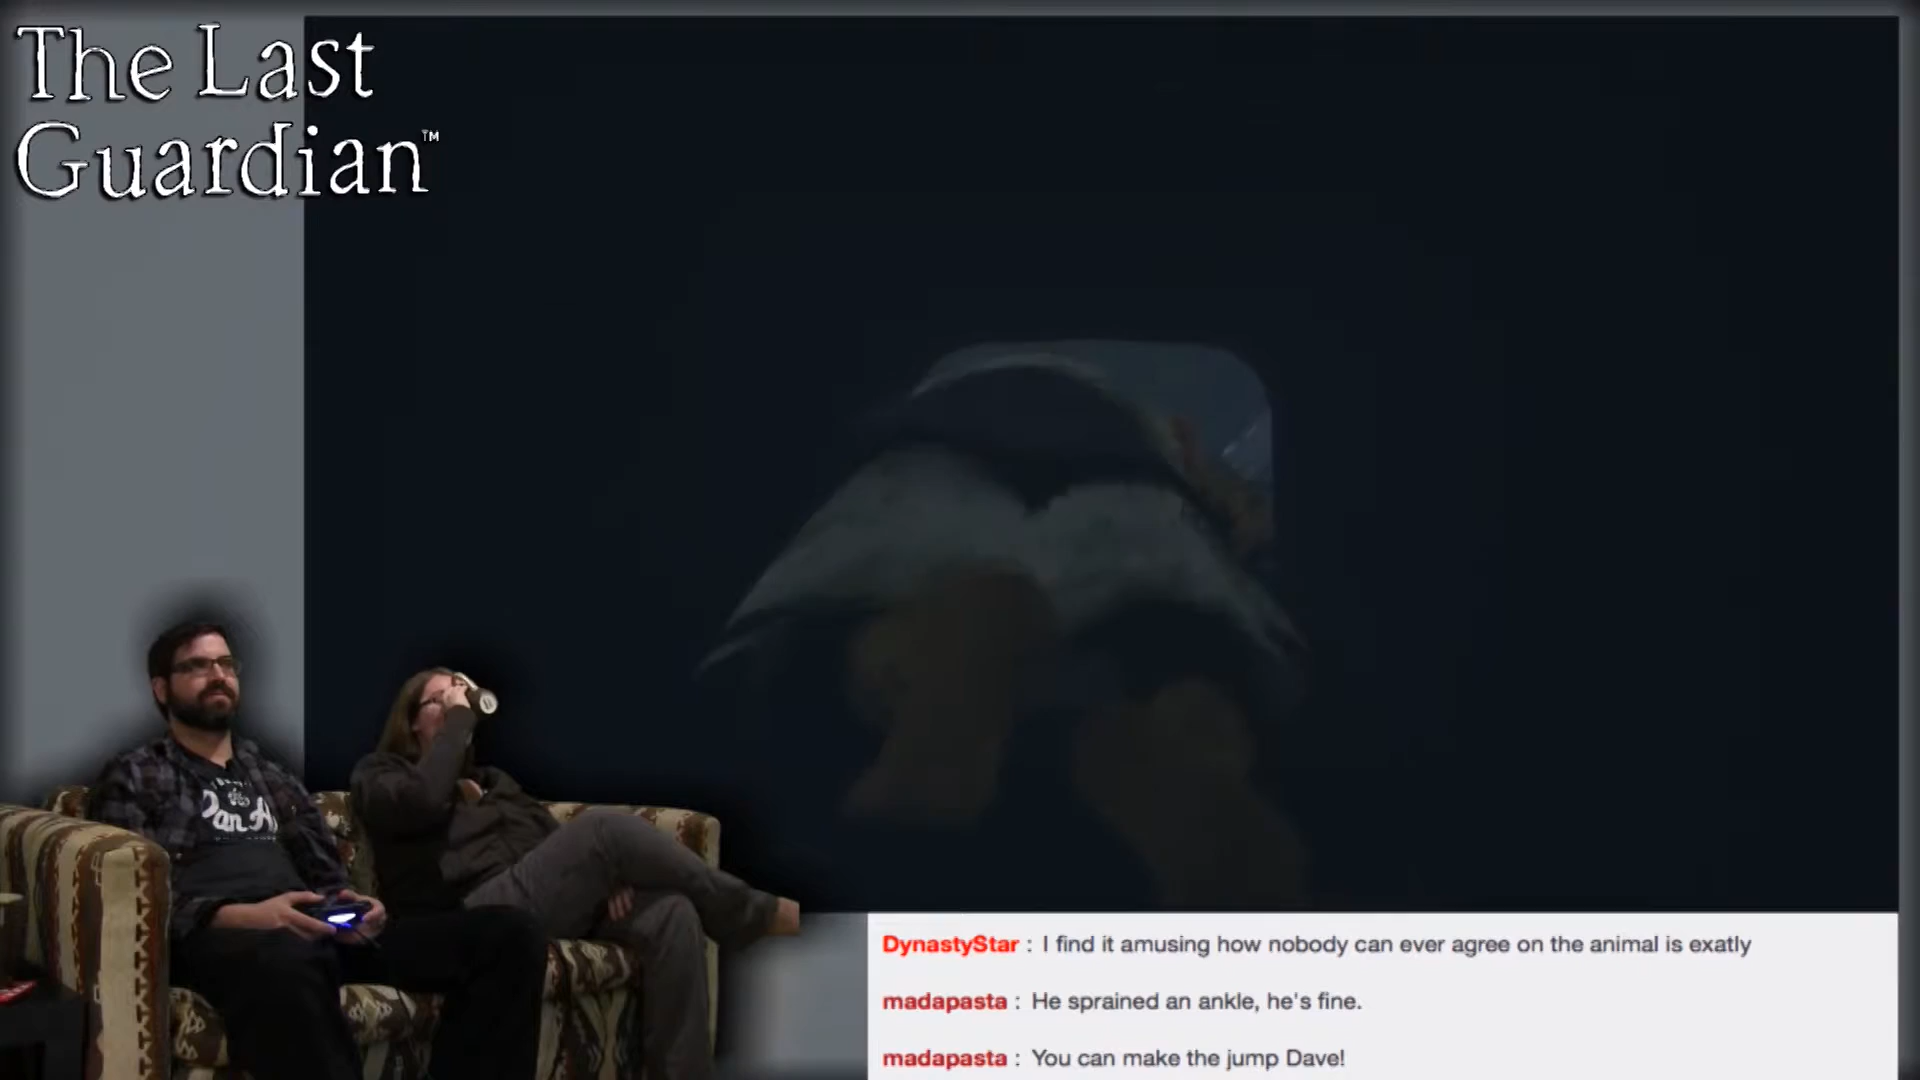 The Last
Guardian™
DynastyStar : I find it amusing how nobody can ever agree on the animal is exatly
madapasta : He sprained an ankle, he's fine.
madapasta : You can make the jump Dave!